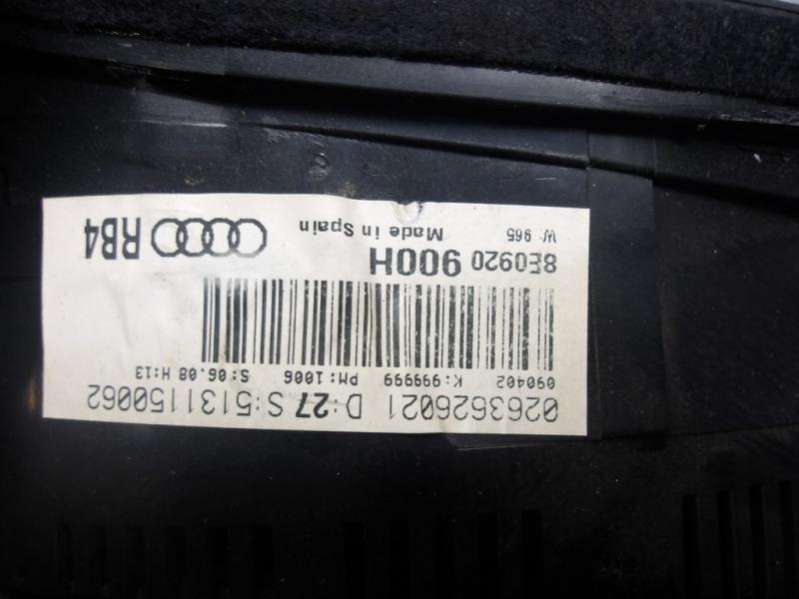 0263626021 D:27 S:5131150062
090402 K:999999 PM:1006 S:06.08 H:13
8E0920 900H RB4
W: 965 Made in Spain